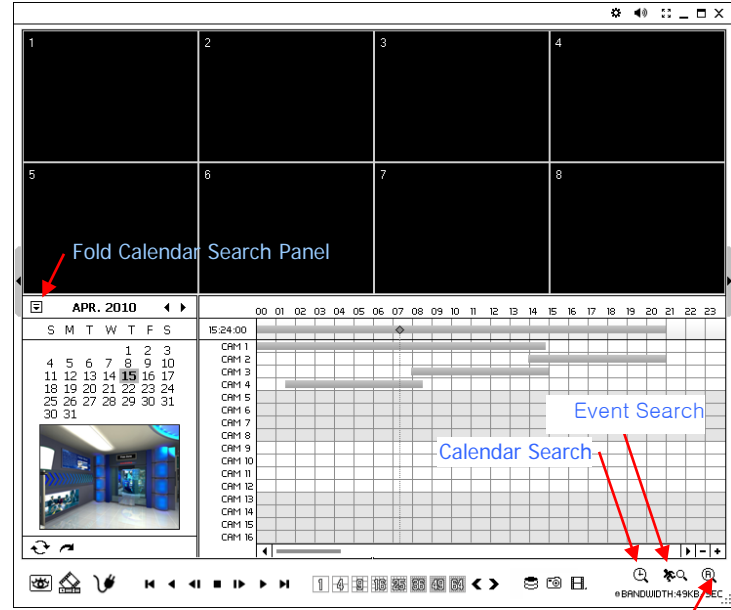 1 2 3 4
5 6 7 8
Fold Calendar Search Panel
APR. 2010
00 01 02 03 04 05 06 07 08 09 10 11 12 13 14 15 16 17 18 19 20 21 22 23
S M T W T F S
15:24:00
1 2 3
4 5 6 7 8 9 10
11 12 13 14 15 16 17
18 19 20 21 22 23 24
25 26 27 28 29 30 31
30 31
CAM 1
CAM 2
CAM 3
CAM 4
CAM 5
CAM 6
CAM 7
CAM 8
CAM 9
CAM 10
CAM 11
CAM 12
CAM 13
CAM 14
CAM 15
CAM 16
Event Search
Calendar Search
1 4 9 16 25 36 49 64
R
BANDWIDTH:49KB/SEC